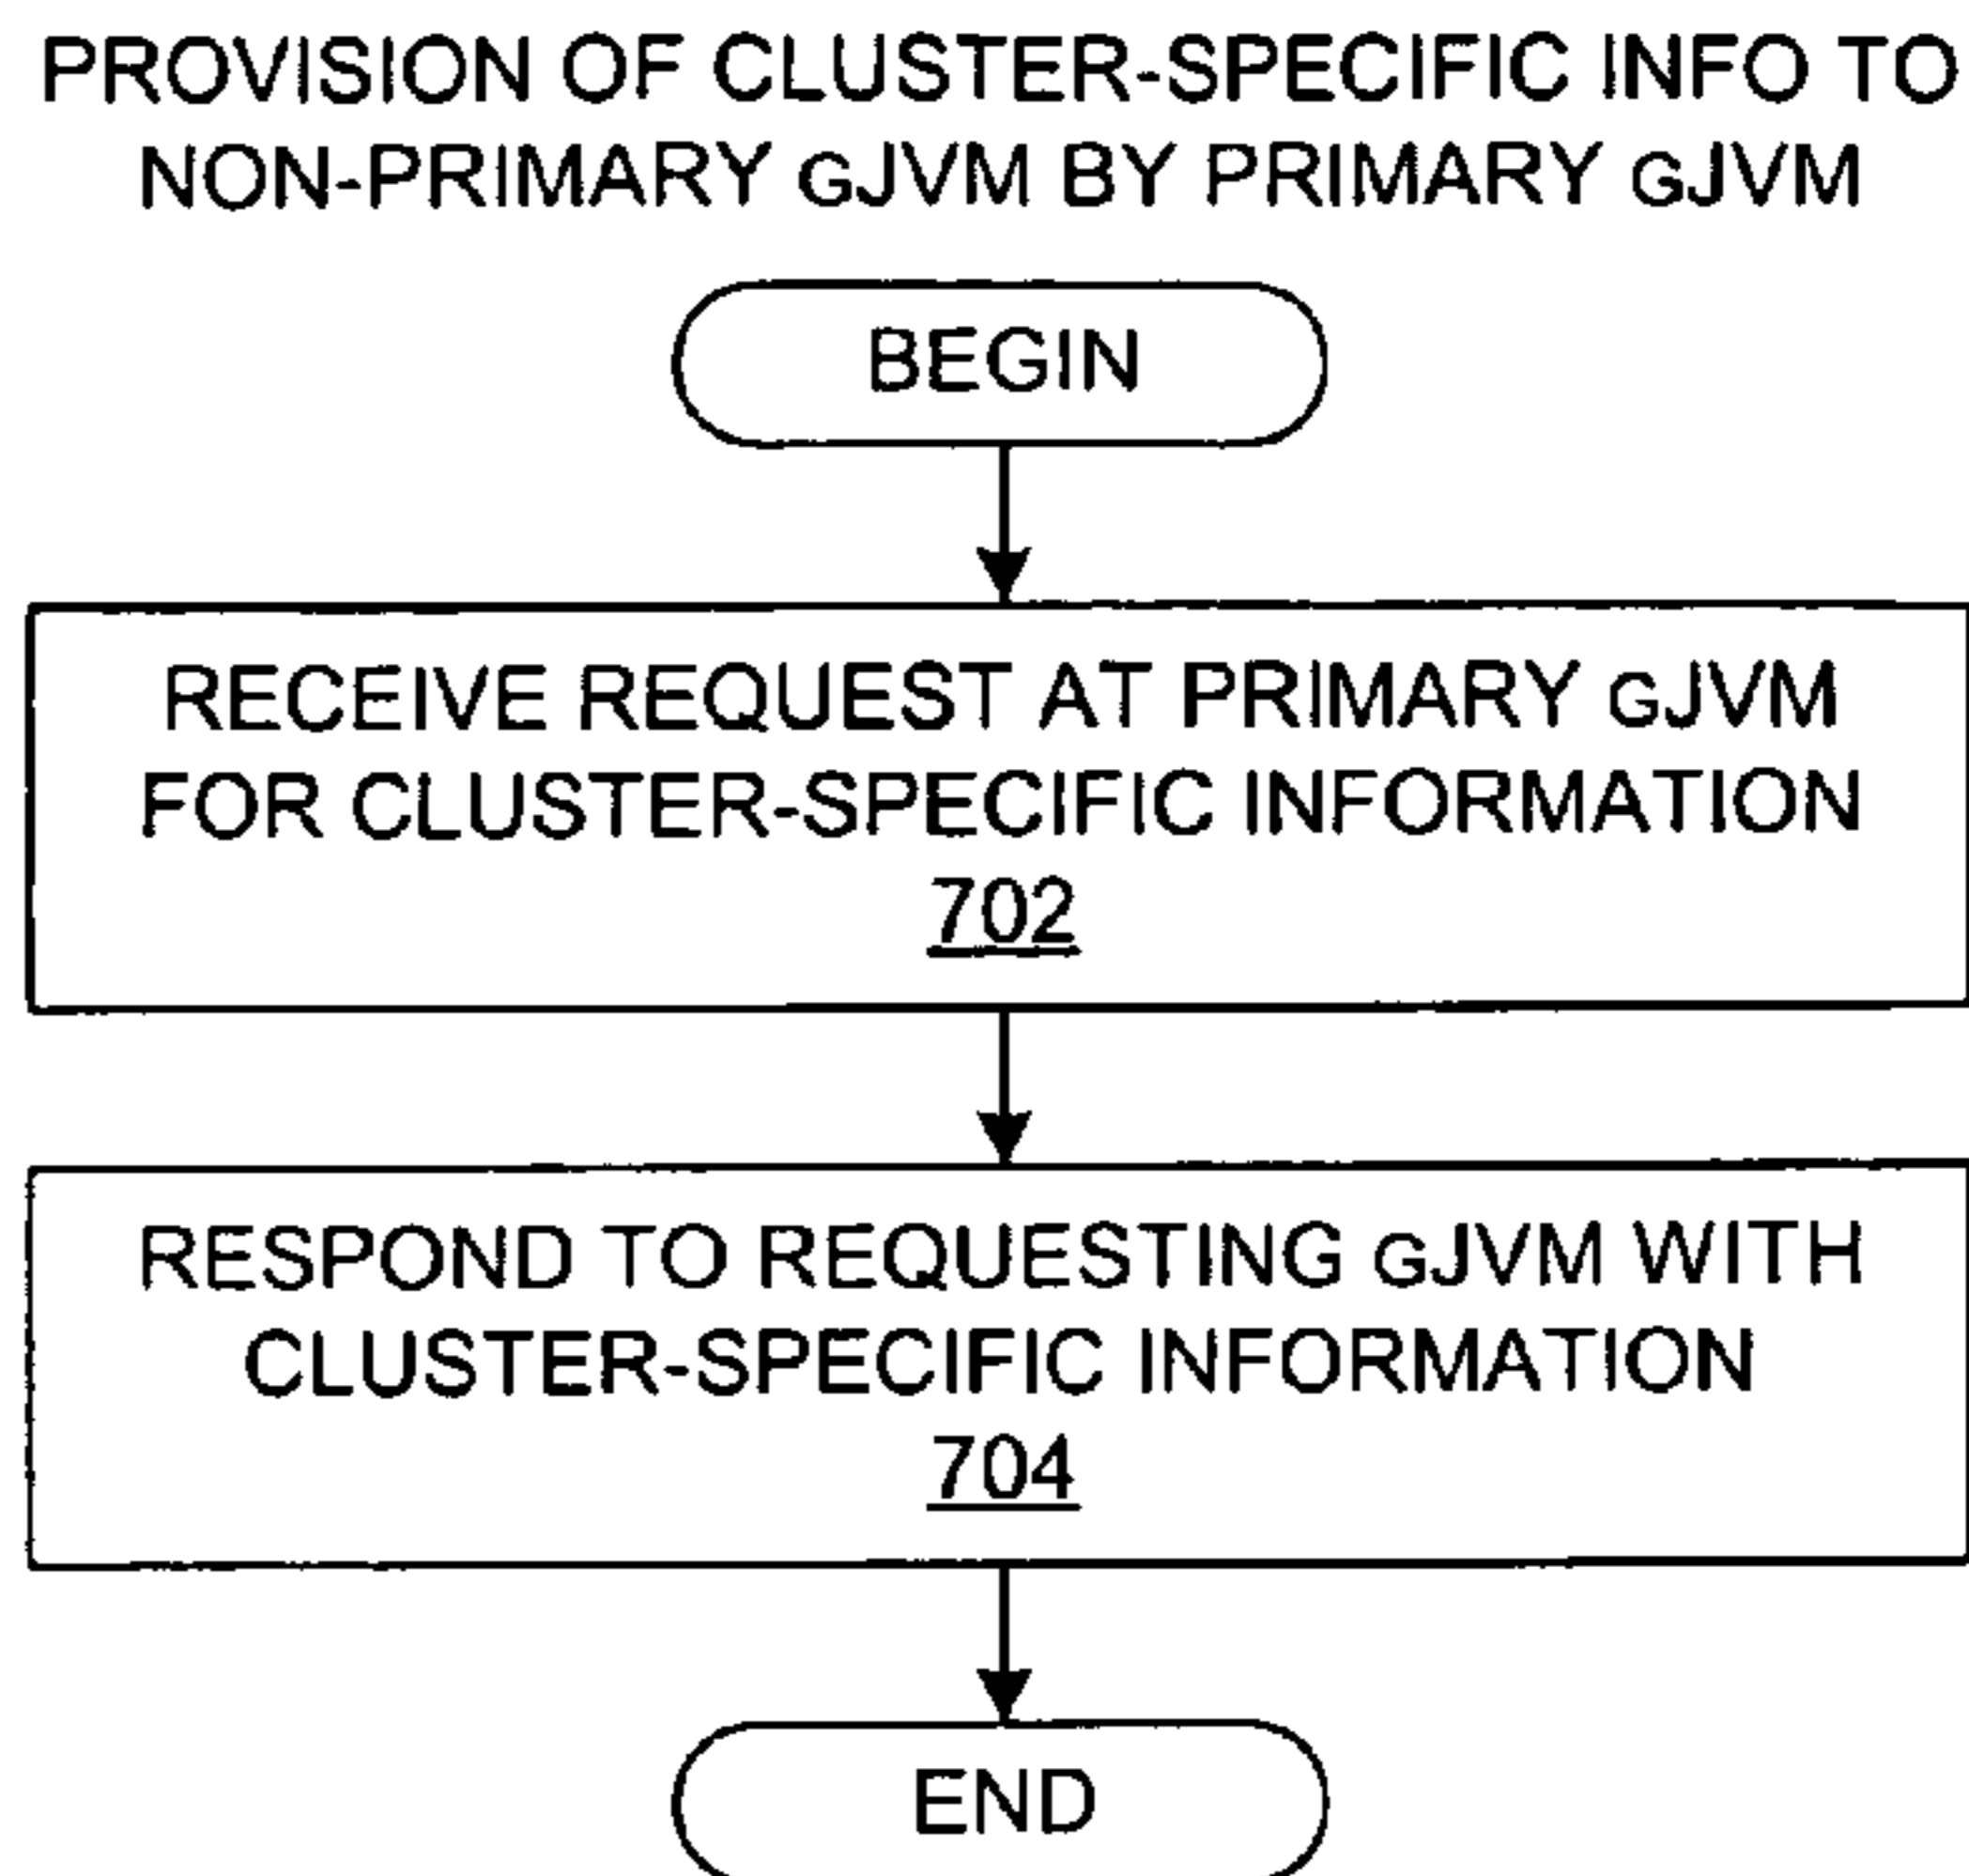 PROVISION OF CLUSTER-SPECIFIC INFO TO
NON-PRIMARY GJVM BY PRIMARY GJVM
BEGIN
RECEIVE REQUEST AT PRIMARY GJVM
FOR CLUSTER-SPECIFIC INFORMATION
702
RESPOND TO REQUESTING GJVM WITH
CLUSTER-SPECIFIC INFORMATION
704
END